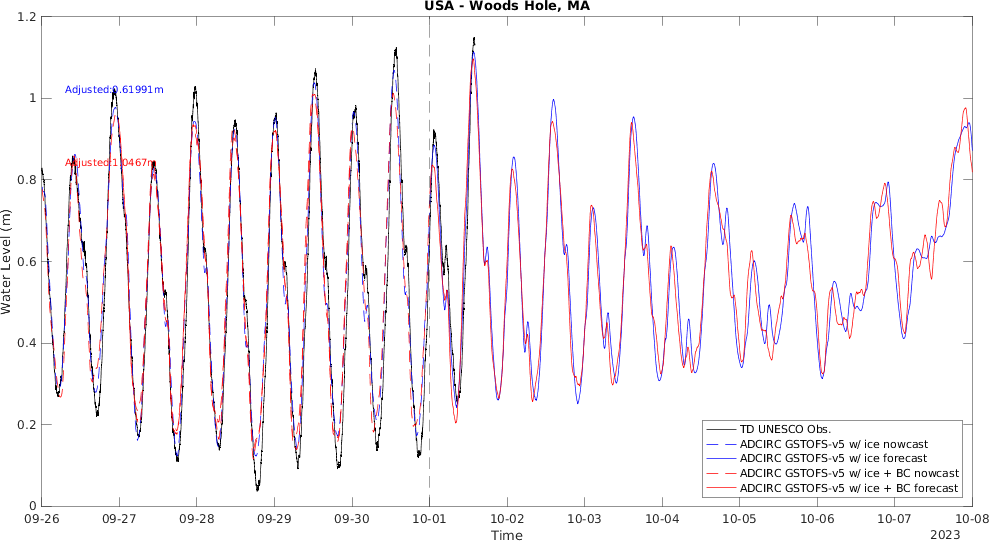 USA - Woods Hole, MA
1.2
1
0.8
0.6
0.4
0.2
0
Water Level (m)
Adjusted:0.61991m
Adjusted:1.0467m
TD UNESCO Obs.
ADCIRC GSTOFS-v5 w/ ice nowcast
ADCIRC GSTOFS-v5 w/ ice forecast
ADCIRC GSTOFS-v5 w/ ice + BC nowcast
ADCIRC GSTOFS-v5 w/ ice + BC forecast
09-26 09-27 09-28 09-29 09-30 10-01 10-02 10-03 10-04 10-05 10-06 10-07 10-08
Time
2023